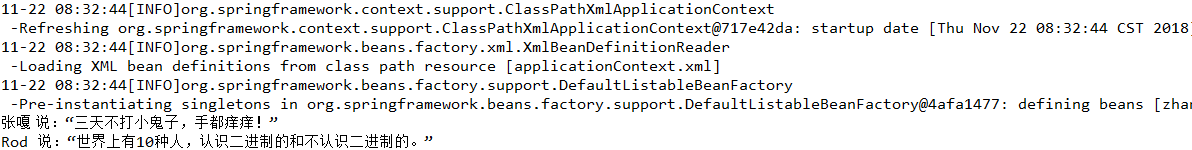 11-22 08:32:44[INFO]org.springframework.context.support.ClassPathXmlApplicationContext
-Refreshing org.springframework.context.support.ClassPathXmlApplicationContext@717e42da: startup date [Thu Nov 22 08:32:44 CST 2018]
11-22 08:32:44[INFO]org.springframework.beans.factory.xml.XmlBeanDefinitionReader
-Loading XML bean definitions from class path resource [applicationContext.xml]
11-22 08:32:44[INFO]org.springframework.beans.factory.support.DefaultListableBeanFactory
-Pre-instantiating singletons in org.springframework.beans.factory.support.DefaultListableBeanFactory@4afa1477: defining beans [zhan
张嘎 说：“三天不打小鬼子，手都痒痒！”
Rod 说：“世界上有10种人，认识二进制的和不认识二进制的。”